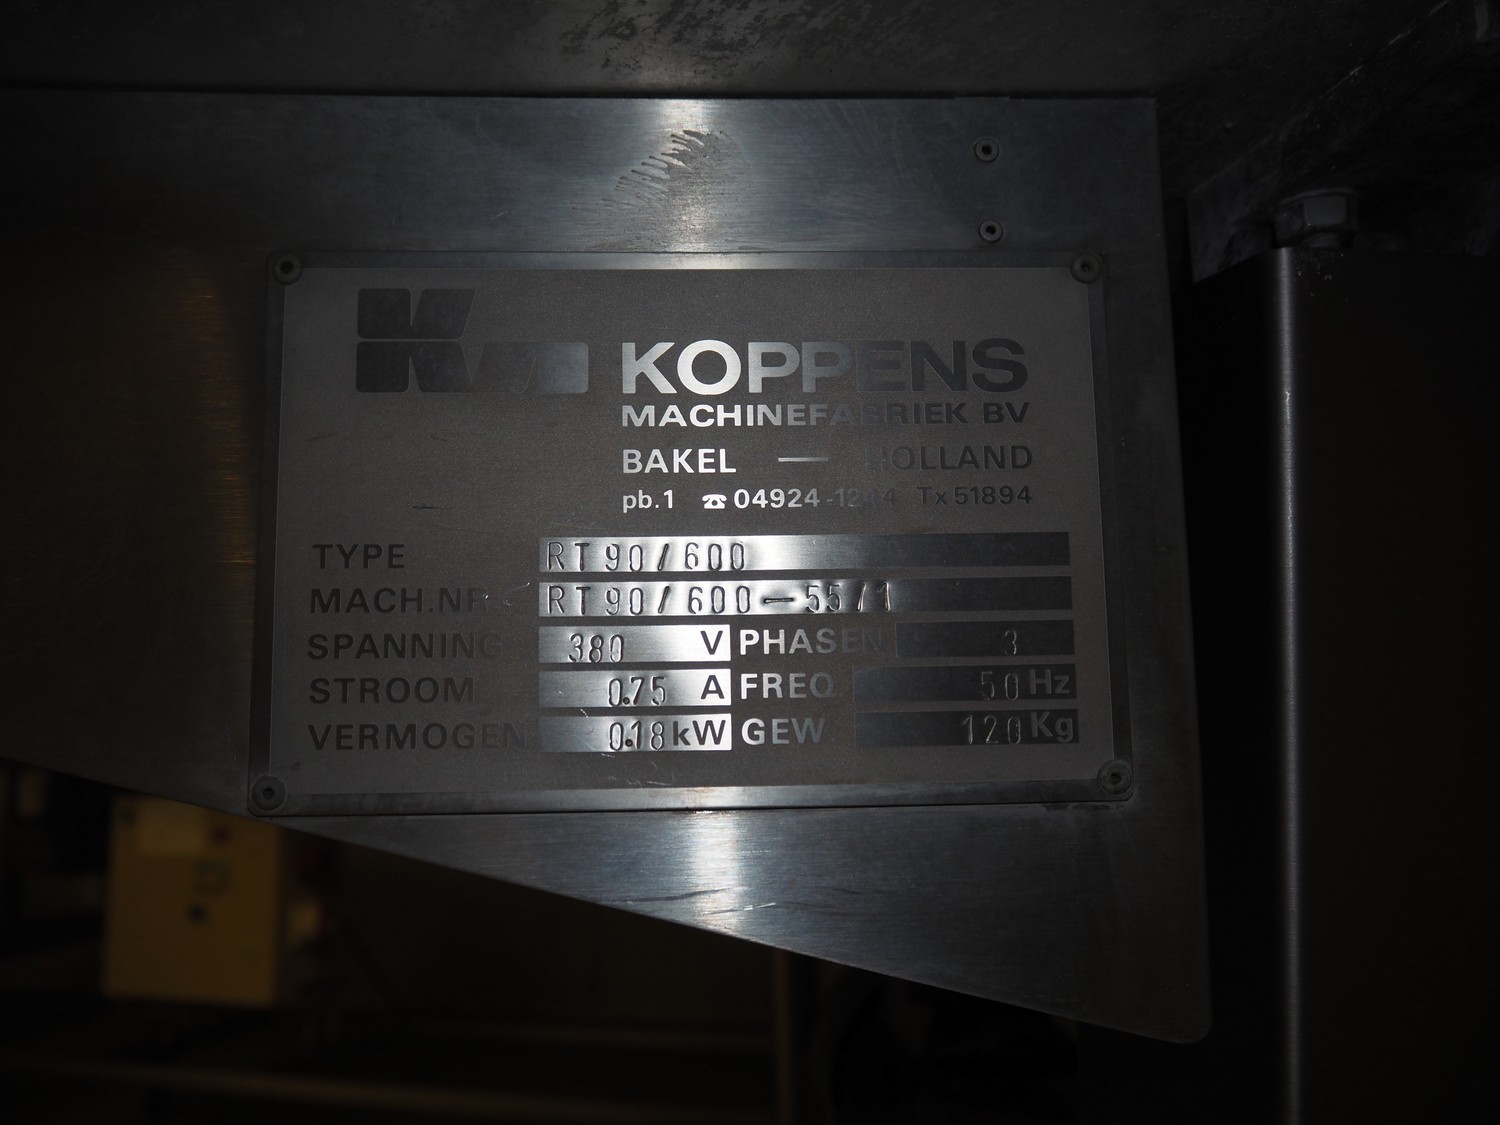 KOPPENS
MACHINEFABRIEK BV
BAKEL — HOLLAND
pb.1 ☎ 04924- Tx 51894
TYPE RT 90/600
MACH.NR. RT 90/600-55/1
SPANNING 380 V PHASEN 3
STROOM 0.75 A FREQ. 50 Hz
VERMOGEN 0.18 kW GEW. 120 Kg